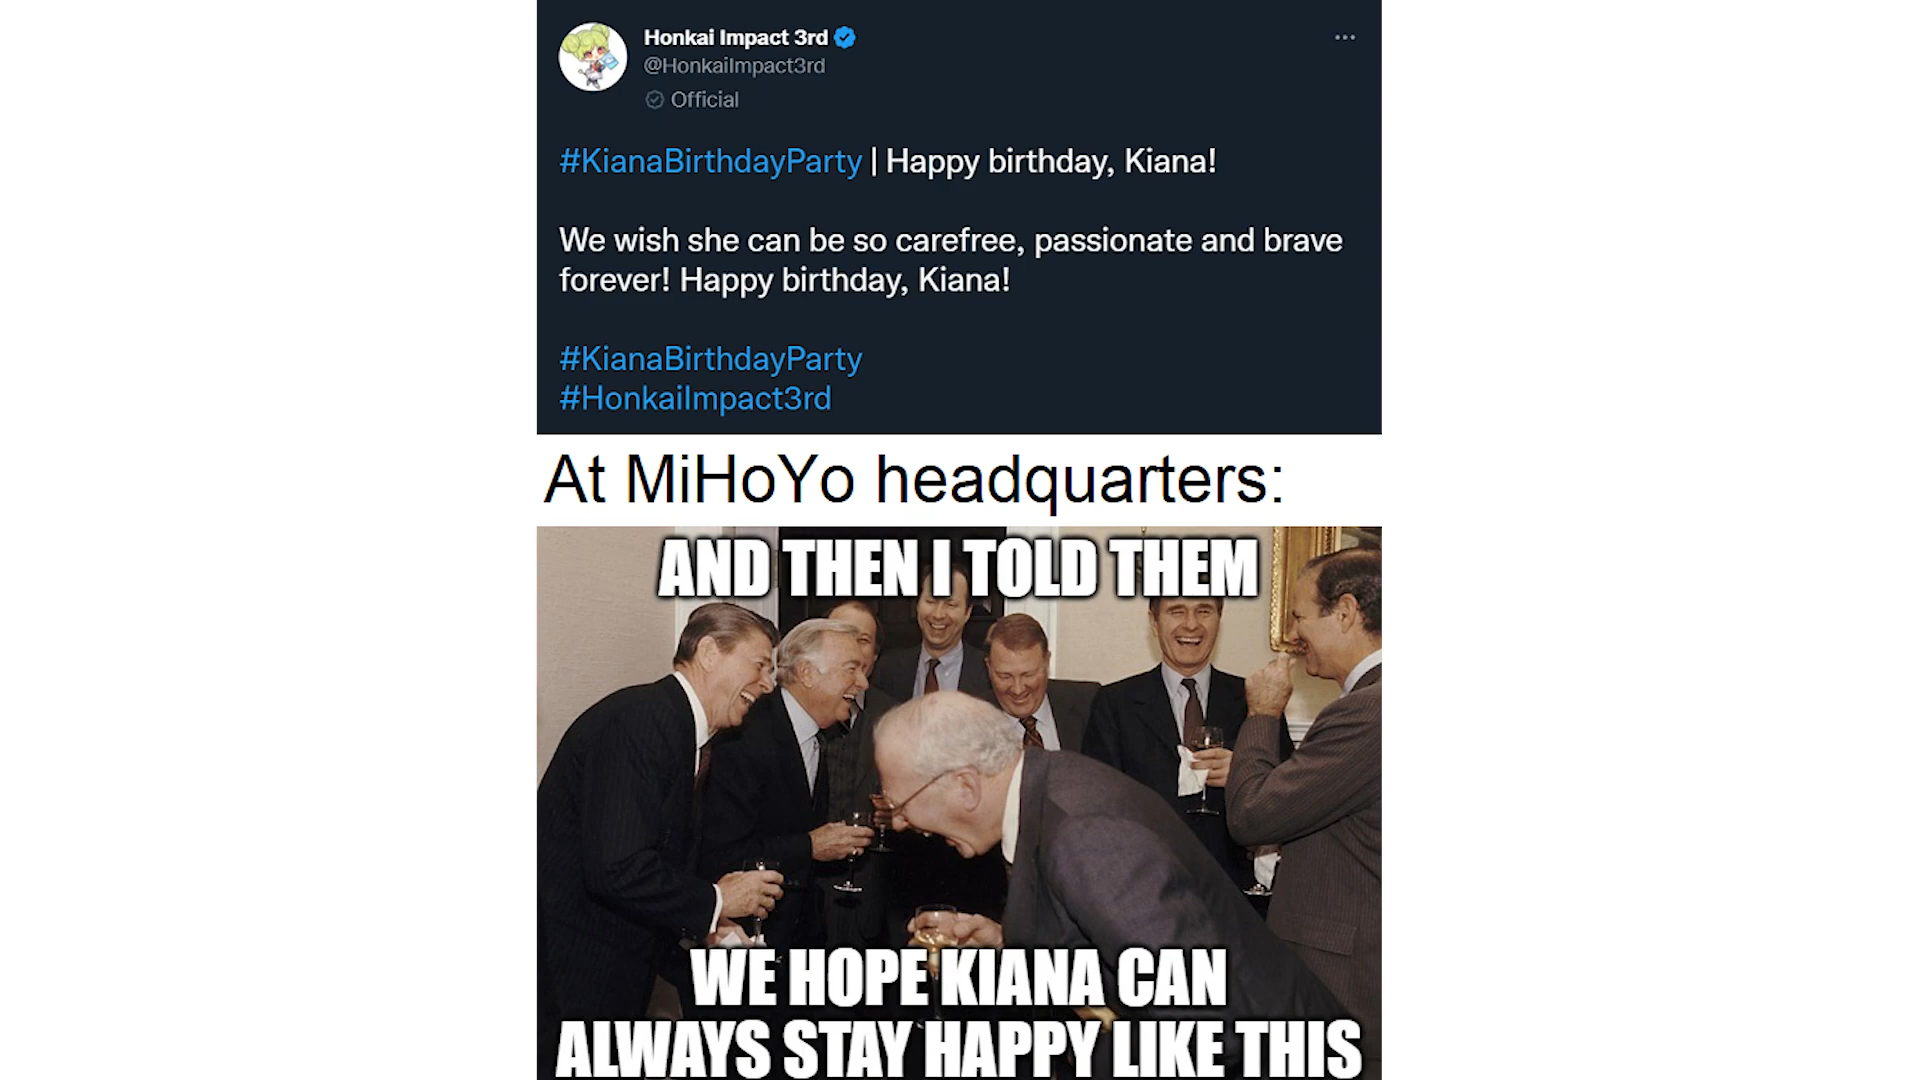 Honkai Impact 3rd
@HonkaiImpact3rd
Official
#KianaBirthdayParty | Happy birthday, Kiana!
We wish she can be so carefree, passionate and brave
forever! Happy birthday, Kiana!
#KianaBirthdayParty
#HonkaiImpact3rd
At MiHoYo headquarters:
AND THEN I TOLD THEM
WE HOPE KIANA CAN
ALWAYS STAY HAPPY LIKE THIS